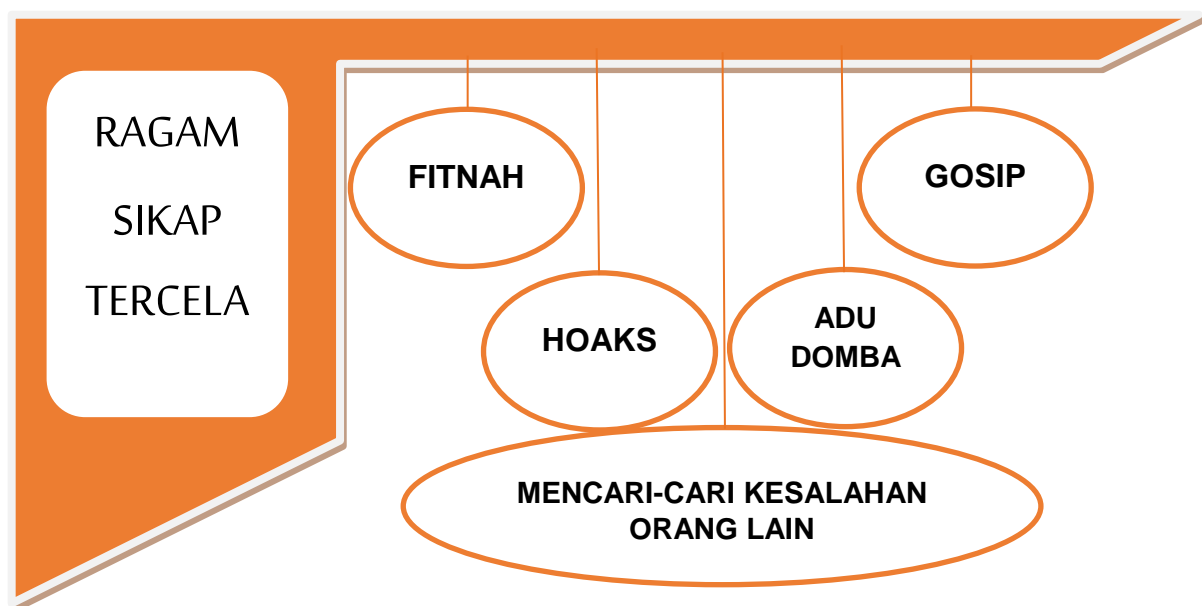 RAGAM
SIKAP
TERCELA
FITNAH
HOAKS
MENCARI-CARI KESALAHAN
ORANG LAIN
ADU
DOMBA
GOSIP